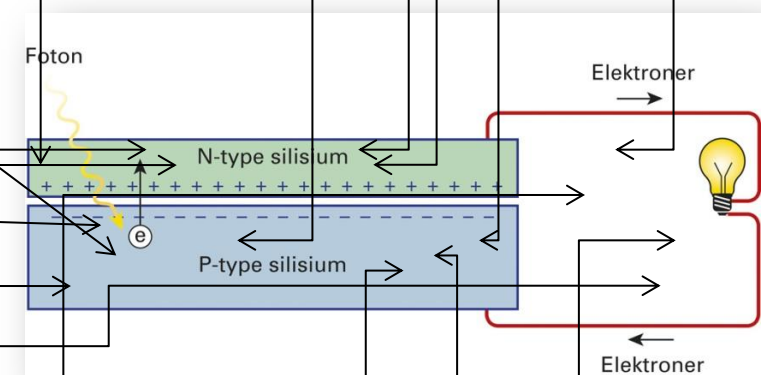 Foton
Elektroner
N-type silisium
+ + + + + + + + + + + + + + + + + + + + + +
− − − − − − − − − − − − − − − − − − − −
e
P-type silisium
Elektroner